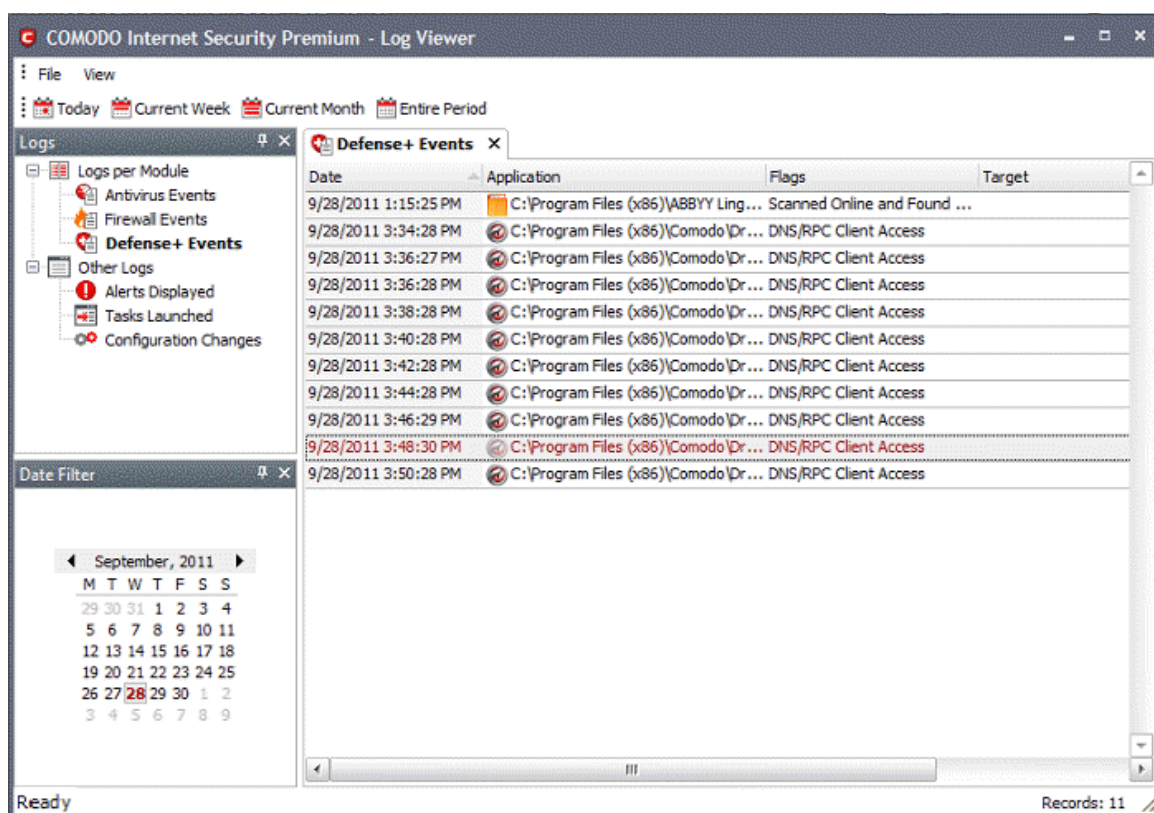 COMODO Internet Security Premium - Log Viewer
File View
Today Current Week Current Month Entire Period
Logs
Logs per Module
Antivirus Events
Firewall Events
Defense+ Events
Other Logs
Alerts Displayed
Tasks Launched
Configuration Changes
Defense+ Events
Date Application Flags Target
9/28/2011 1:15:25 PM C:\Program Files (x86)\ABBYY Ling... Scanned Online and Found ...
9/28/2011 3:34:28 PM C:\Program Files (x86)\Comodo\Dr... DNS/RPC Client Access
9/28/2011 3:36:27 PM C:\Program Files (x86)\Comodo\Dr... DNS/RPC Client Access
9/28/2011 3:36:28 PM C:\Program Files (x86)\Comodo\Dr... DNS/RPC Client Access
9/28/2011 3:38:28 PM C:\Program Files (x86)\Comodo\Dr... DNS/RPC Client Access
9/28/2011 3:40:28 PM C:\Program Files (x86)\Comodo\Dr... DNS/RPC Client Access
9/28/2011 3:42:28 PM C:\Program Files (x86)\Comodo\Dr... DNS/RPC Client Access
9/28/2011 3:44:28 PM C:\Program Files (x86)\Comodo\Dr... DNS/RPC Client Access
9/28/2011 3:46:29 PM C:\Program Files (x86)\Comodo\Dr... DNS/RPC Client Access
9/28/2011 3:48:30 PM C:\Program Files (x86)\Comodo\Dr... DNS/RPC Client Access
9/28/2011 3:50:28 PM C:\Program Files (x86)\Comodo\Dr... DNS/RPC Client Access
Date Filter
September, 2011
M T W T F S S
29 30 31 1 2 3 4
5 6 7 8 9 10 11
12 13 14 15 16 17 18
19 20 21 22 23 24 25
26 27 28 29 30 1 2
3 4 5 6 7 8 9
Ready
Records: 11